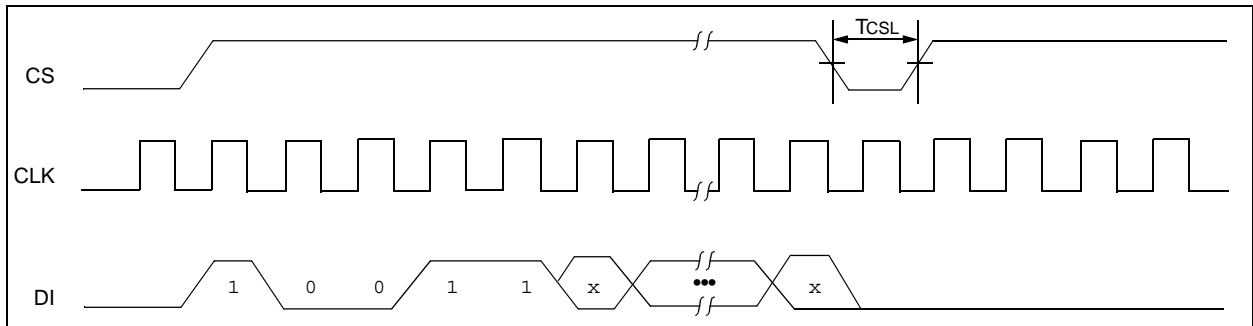 TCSL
CS
CLK
DI 1 0 0 1 1 x ••• x